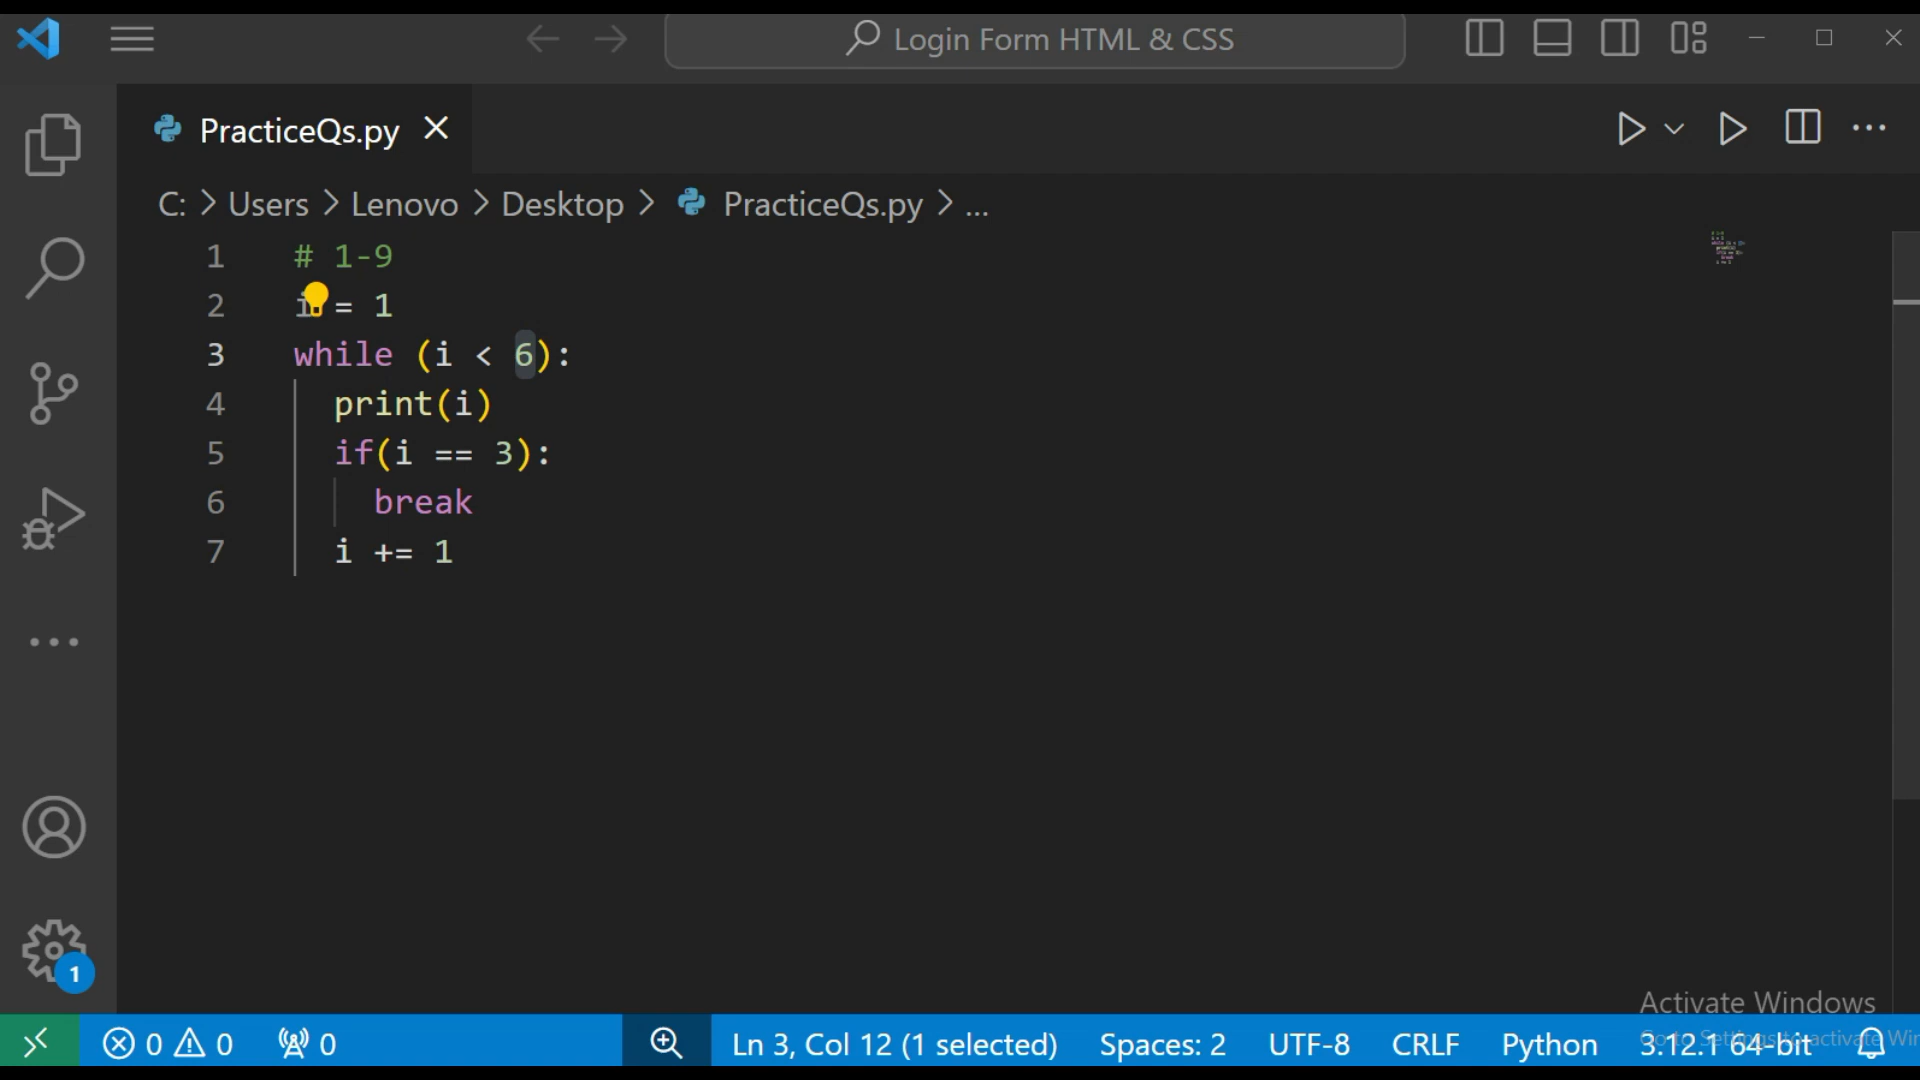 Login Form HTML & CSS
PracticeQs.py
C: > Users > Lenovo > Desktop > PracticeQs.py > ...
1 # 1-9
2 i = 1
3 while (i < 6):
4 print(i)
5 if(i == 3):
6 break
7 i += 1
1
Activate Windows
0 0 0 Ln 3, Col 12 (1 selected) Spaces: 2 UTF-8 CRLF Python 3.12.1 64-bit